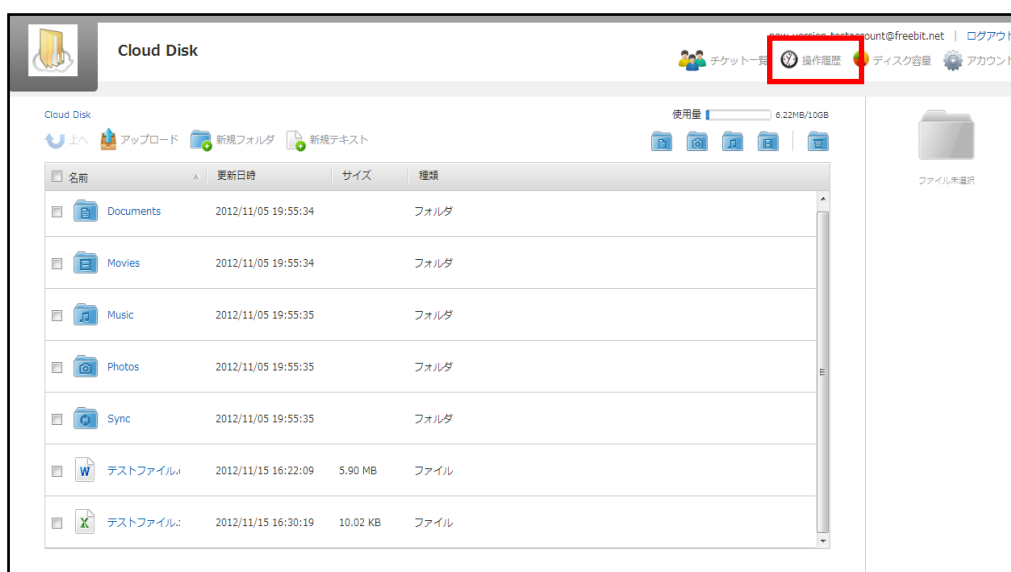 new-version-testaccount@freebit.net | ログアウト
Cloud Disk
チケット一覧 操作履歴 ディスク容量 アカウント
Cloud Disk
使用量 6.22MB/10GB
上へ アップロード 新規フォルダ 新規テキスト
名前 更新日時 サイズ 種類
ファイル未選択
Documents 2012/11/05 19:55:34 フォルダ
Movies 2012/11/05 19:55:34 フォルダ
Music 2012/11/05 19:55:35 フォルダ
Photos 2012/11/05 19:55:35 フォルダ
Sync 2012/11/05 19:55:35 フォルダ
テストファイル. 2012/11/15 16:22:09 5.90 MB ファイル
テストファイル. 2012/11/15 16:30:19 10.02 KB ファイル